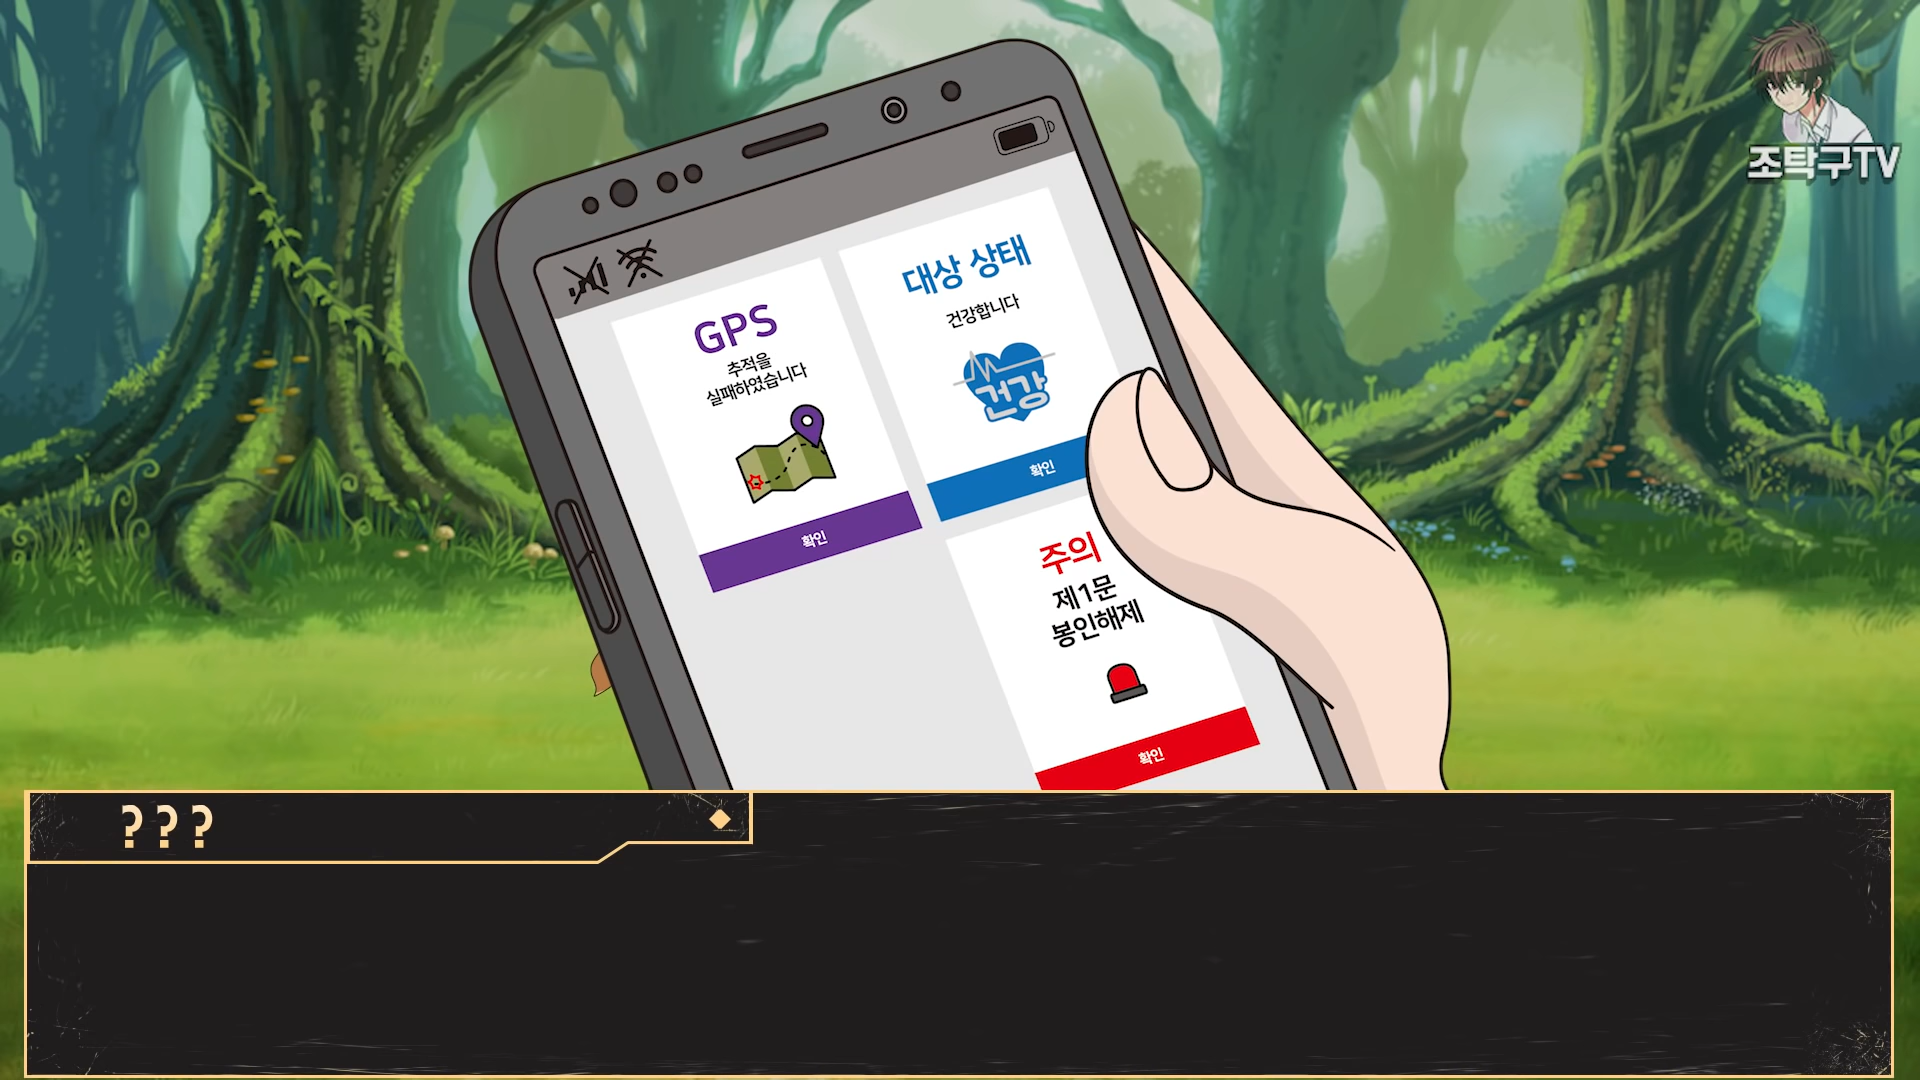 조탁구TV
GPS
추적을
실패하였습니다
확인
대상 상태
건강합니다
건강
확인
주의
제1문
봉인해제
확인
???